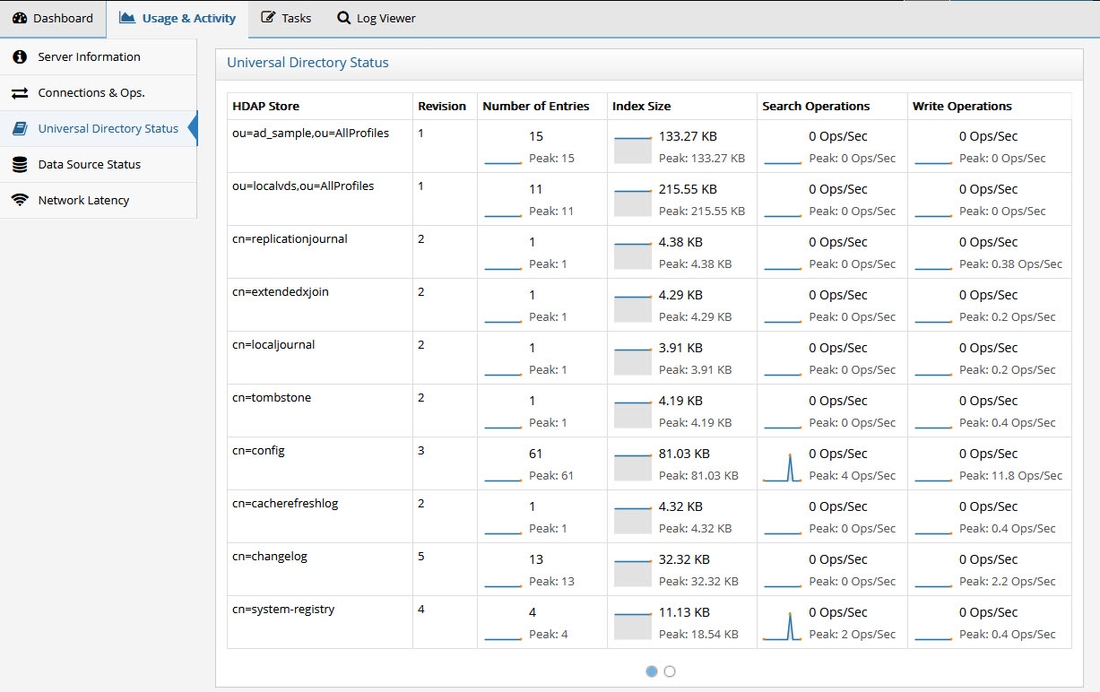 Dashboard Usage & Activity Tasks Log Viewer
Server Information
Connections & Ops.
Universal Directory Status
Data Source Status
Network Latency
Universal Directory Status
HDAP Store Revision Number of Entries Index Size Search Operations Write Operations
ou=ad_sample,ou=AllProfiles 1 15 133.27 KB 0 Ops/Sec 0 Ops/Sec
Peak: 15 Peak: 133.27 KB Peak: 0 Ops/Sec Peak: 0 Ops/Sec
ou=localvds,ou=AllProfiles 1 11 215.55 KB 0 Ops/Sec 0 Ops/Sec
Peak: 11 Peak: 215.55 KB Peak: 0 Ops/Sec Peak: 0 Ops/Sec
cn=replicationjournal 2 1 4.38 KB 0 Ops/Sec 0 Ops/Sec
Peak: 1 Peak: 4.38 KB Peak: 0 Ops/Sec Peak: 0.38 Ops/Sec
cn=extendedxjoin 2 1 4.29 KB 0 Ops/Sec 0 Ops/Sec
Peak: 1 Peak: 4.29 KB Peak: 0 Ops/Sec Peak: 0.2 Ops/Sec
cn=localjournal 2 1 3.91 KB 0 Ops/Sec 0 Ops/Sec
Peak: 1 Peak: 3.91 KB Peak: 0 Ops/Sec Peak: 0.2 Ops/Sec
cn=tombstone 2 1 4.19 KB 0 Ops/Sec 0 Ops/Sec
Peak: 1 Peak: 4.19 KB Peak: 0 Ops/Sec Peak: 0.4 Ops/Sec
cn=config 3 61 81.03 KB 0 Ops/Sec 0 Ops/Sec
Peak: 61 Peak: 81.03 KB Peak: 4 Ops/Sec Peak: 11.8 Ops/Sec
cn=cacherefreshlog 2 1 4.32 KB 0 Ops/Sec 0 Ops/Sec
Peak: 1 Peak: 4.32 KB Peak: 0 Ops/Sec Peak: 0.4 Ops/Sec
cn=changelog 5 13 32.32 KB 0 Ops/Sec 0 Ops/Sec
Peak: 13 Peak: 32.32 KB Peak: 0 Ops/Sec Peak: 2.2 Ops/Sec
cn=system-registry 4 4 11.13 KB 0 Ops/Sec 0 Ops/Sec
Peak: 4 Peak: 18.54 KB Peak: 2 Ops/Sec Peak: 0.4 Ops/Sec